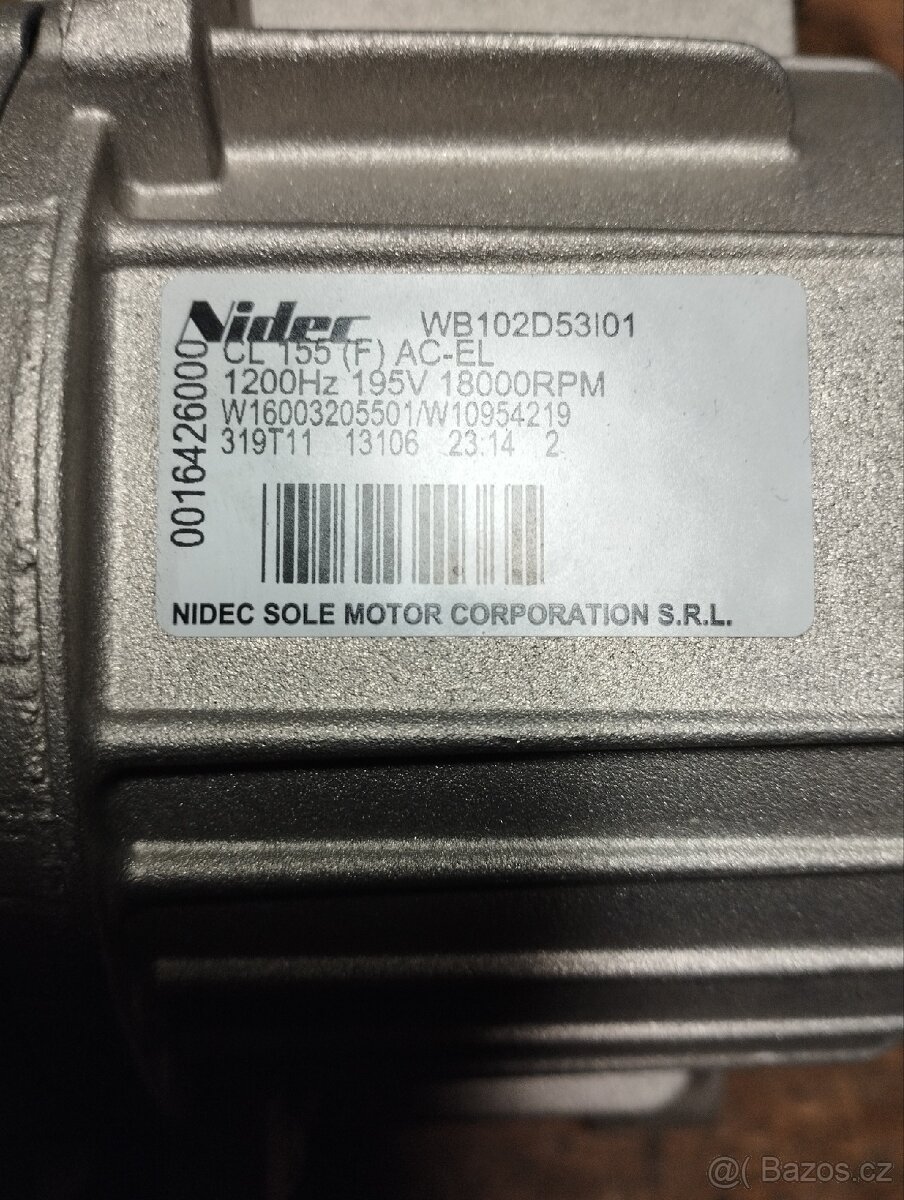 Nidec WB102D53I01
CL 155 (F) AC-EL
1200Hz 195V 18000RPM
W16003205501/W10954219
319T11 13106 23:14 2
0016426000
NIDEC SOLE MOTOR CORPORATION S.R.L.
@ Bazoš.cz